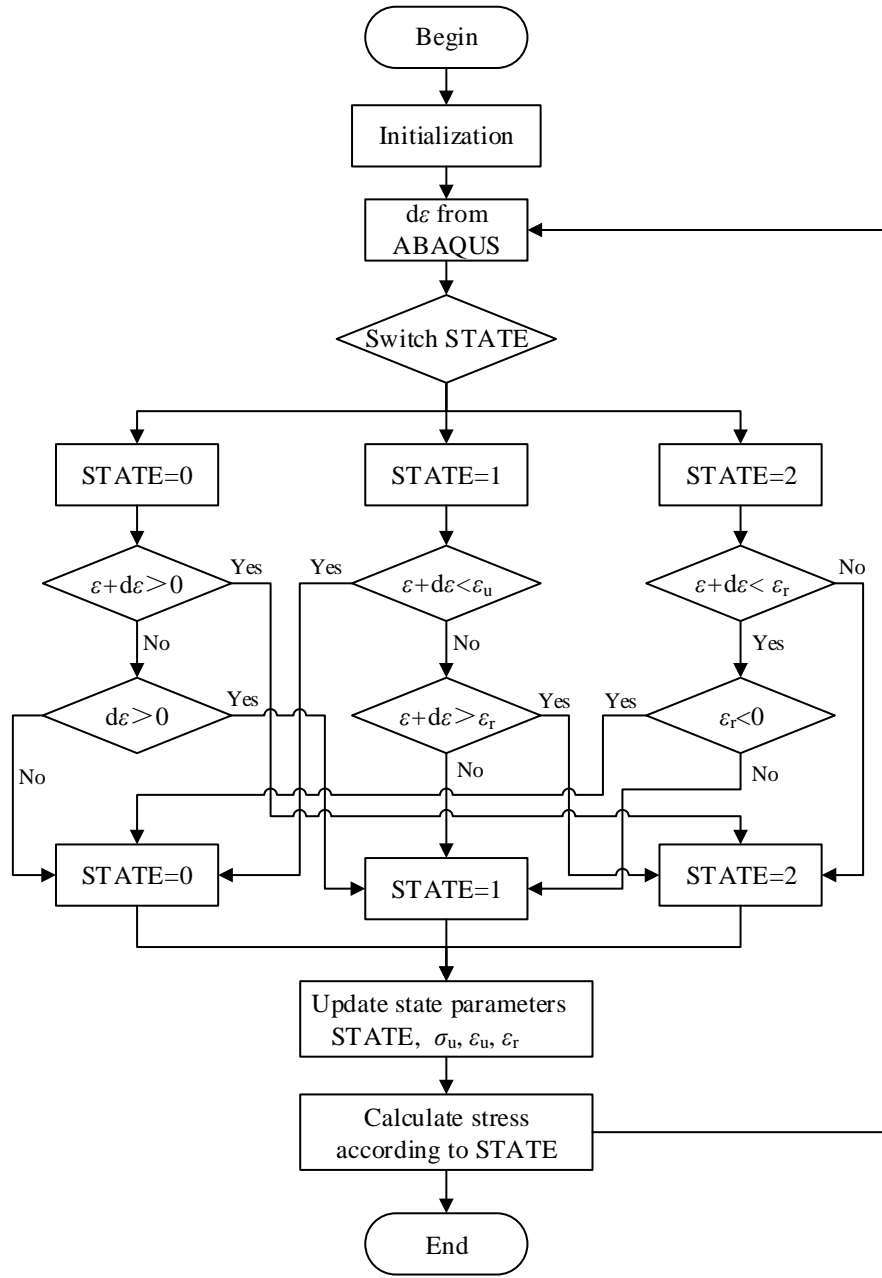 Begin
Initialization
dε from
ABAQUS
Switch STATE
STATE=0
STATE=1
STATE=2
ε+dε>0
Yes
Yes
ε+dε<εu
ε+dε< εr
No
No
No
Yes
dε>0
Yes
ε+dε>εr
Yes
Yes
εr<0
No
No
No
STATE=0
STATE=1
STATE=2
Update state parameters
STATE, σu, εu, εr
Calculate stress
according to STATE
End